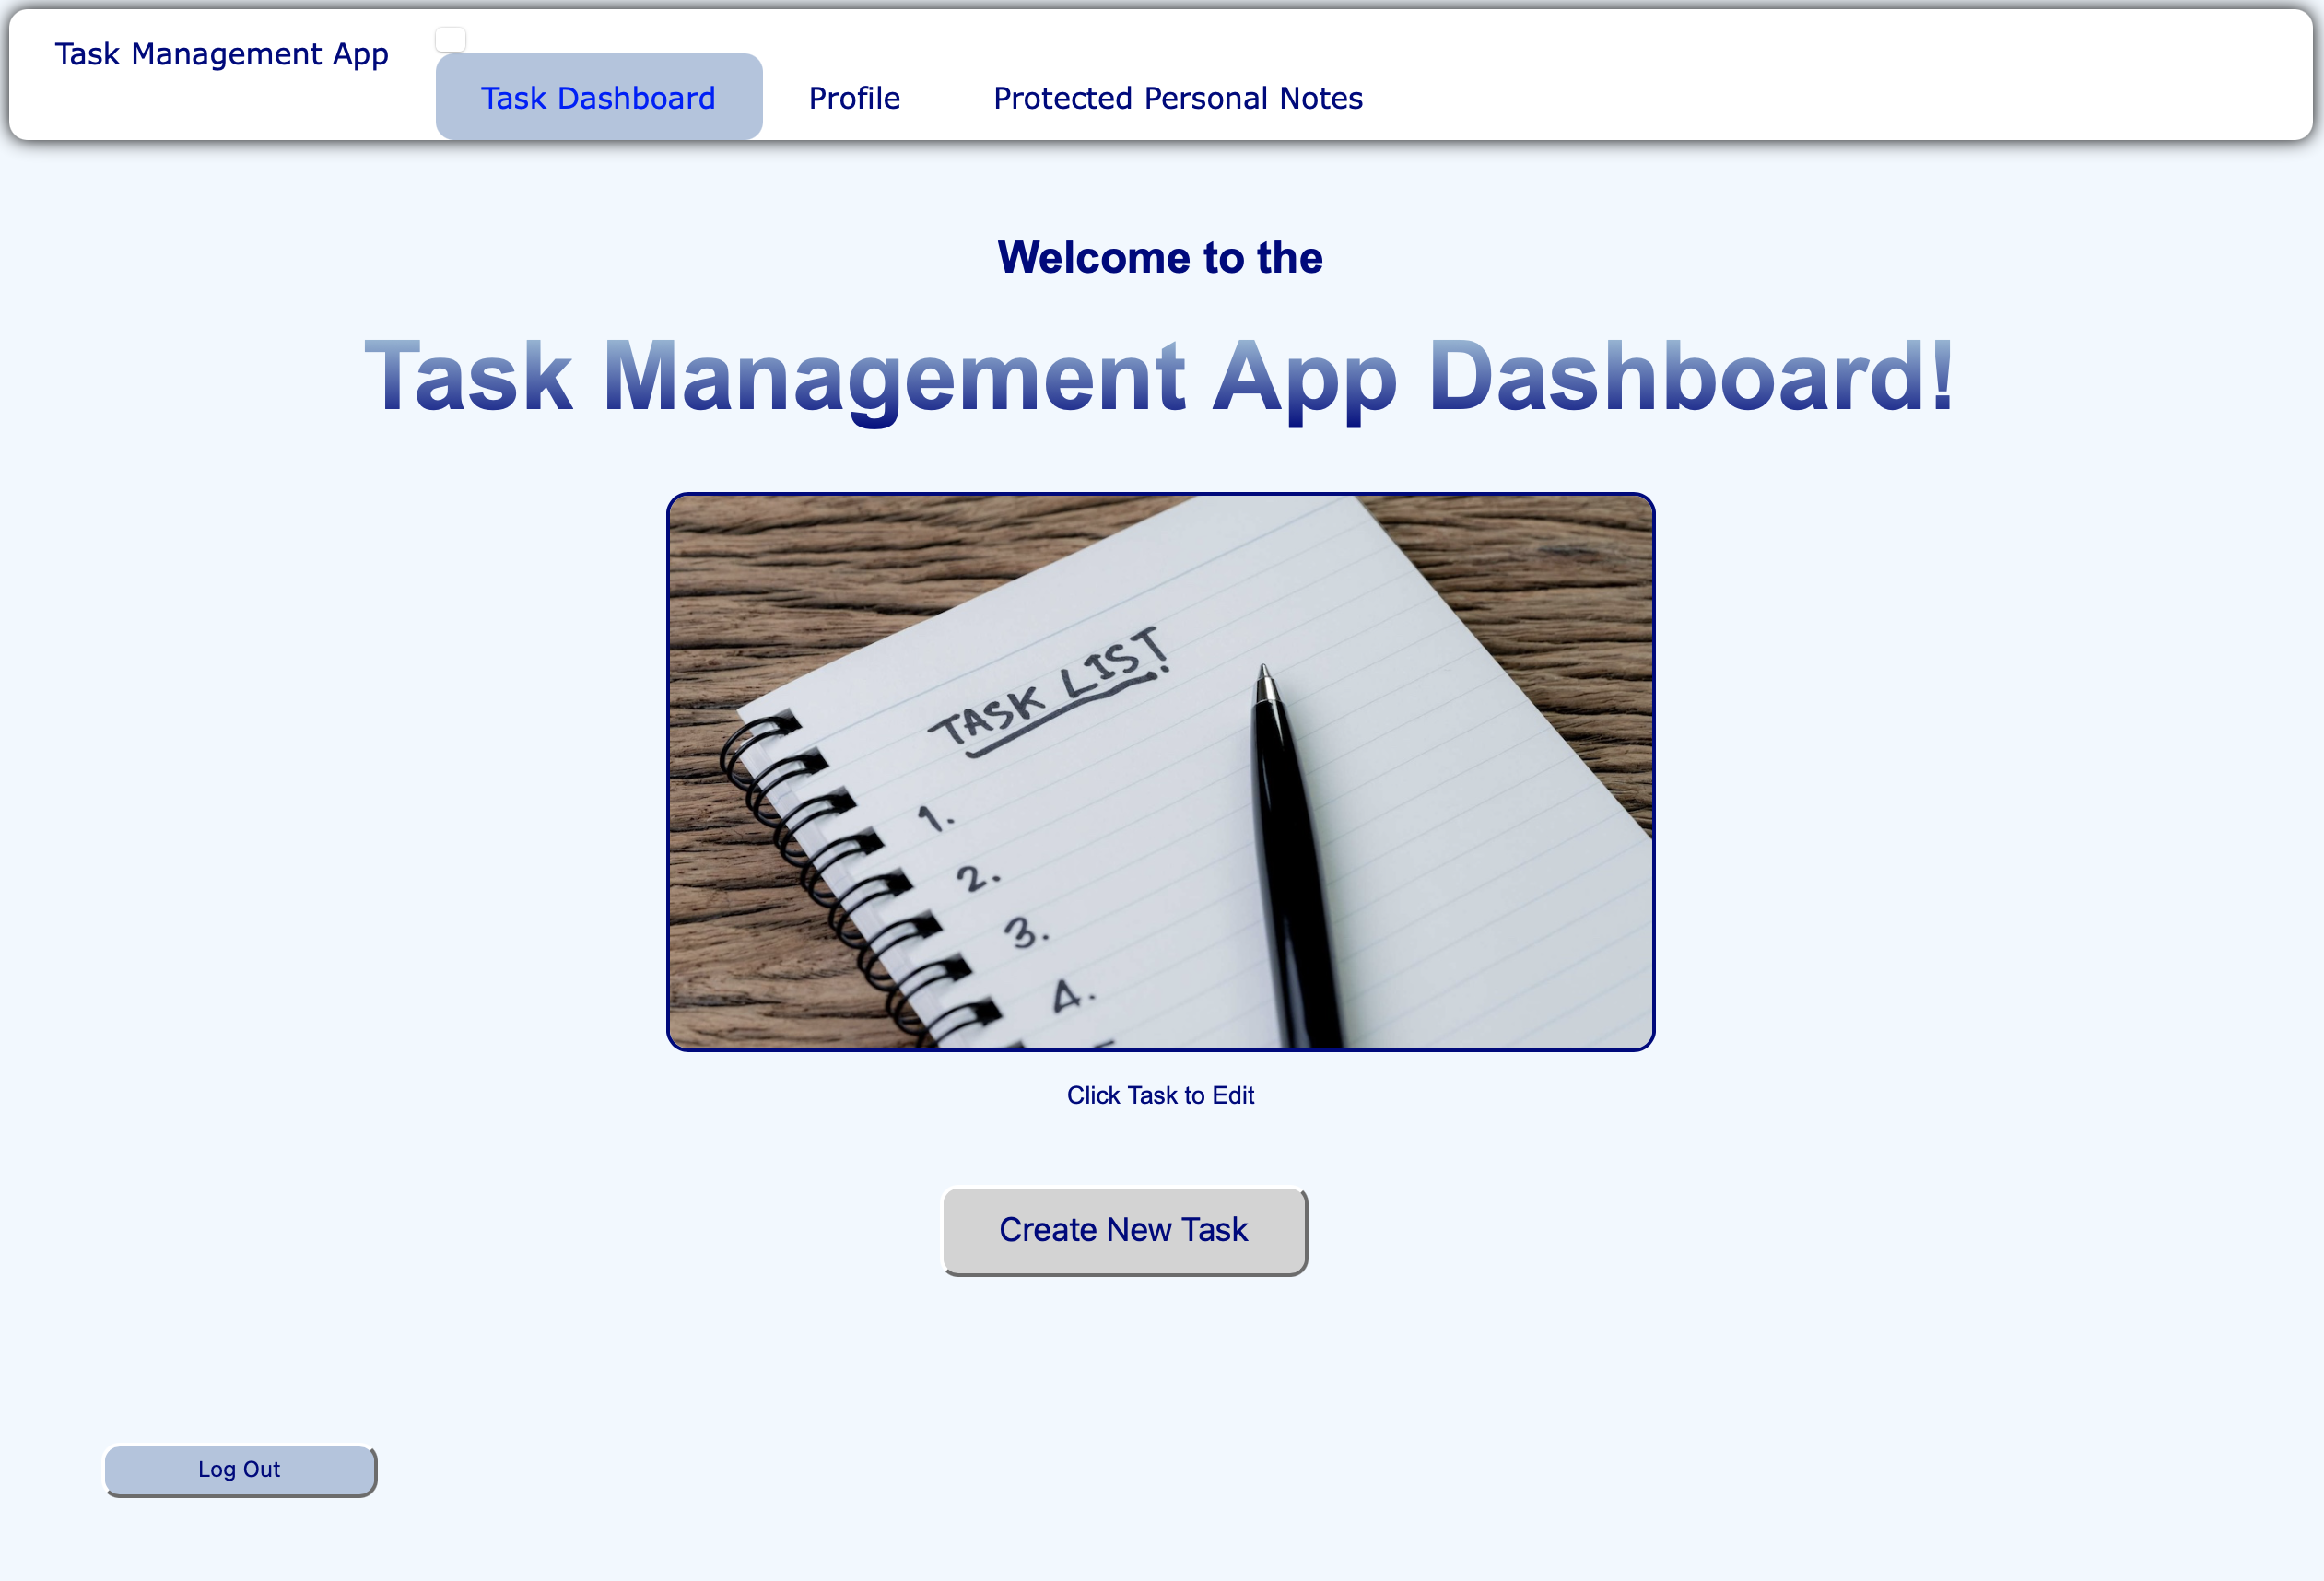 Task Management App
Task Dashboard Profile Protected Personal Notes
Welcome to the
Task Management App Dashboard!
TASK LIST
1.
2.
3.
4.
Click Task to Edit
Create New Task
Log Out